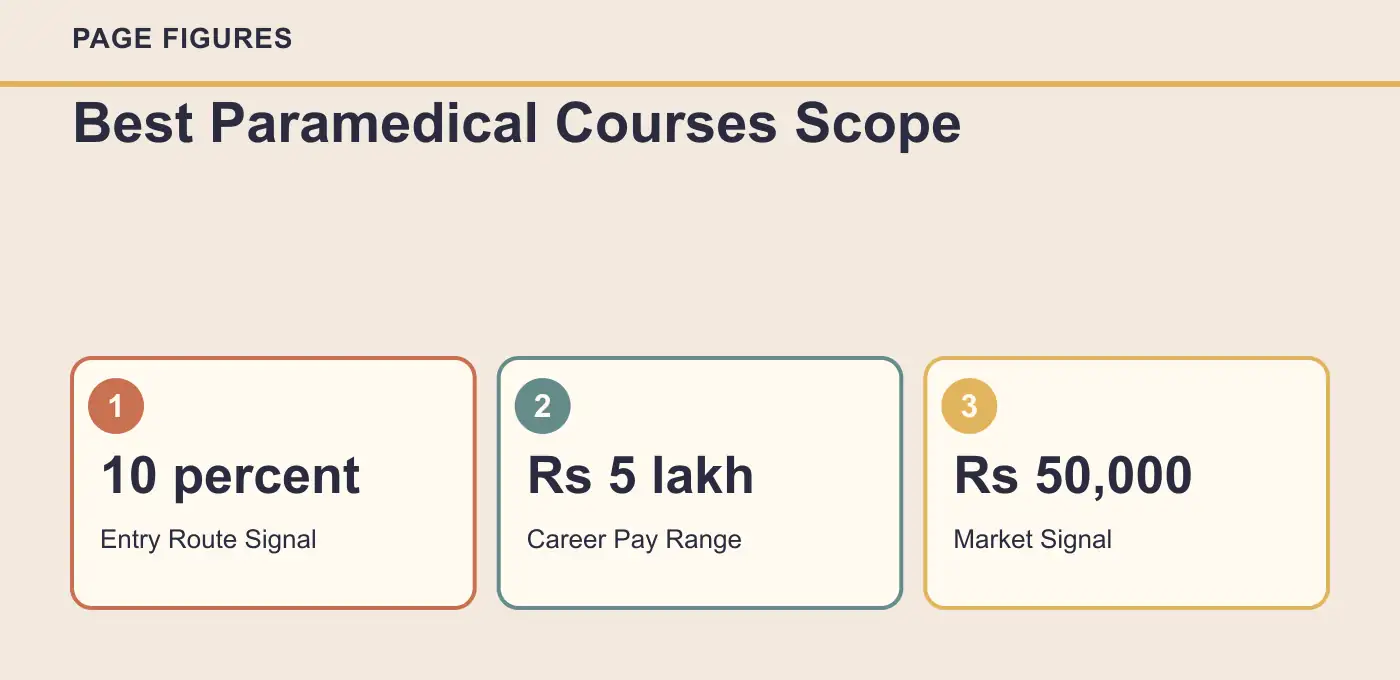 PAGE FIGURES
Best Paramedical Courses Scope
1
10 percent
Entry Route Signal
2
Rs 5 lakh
Career Pay Range
3
Rs 50,000
Market Signal